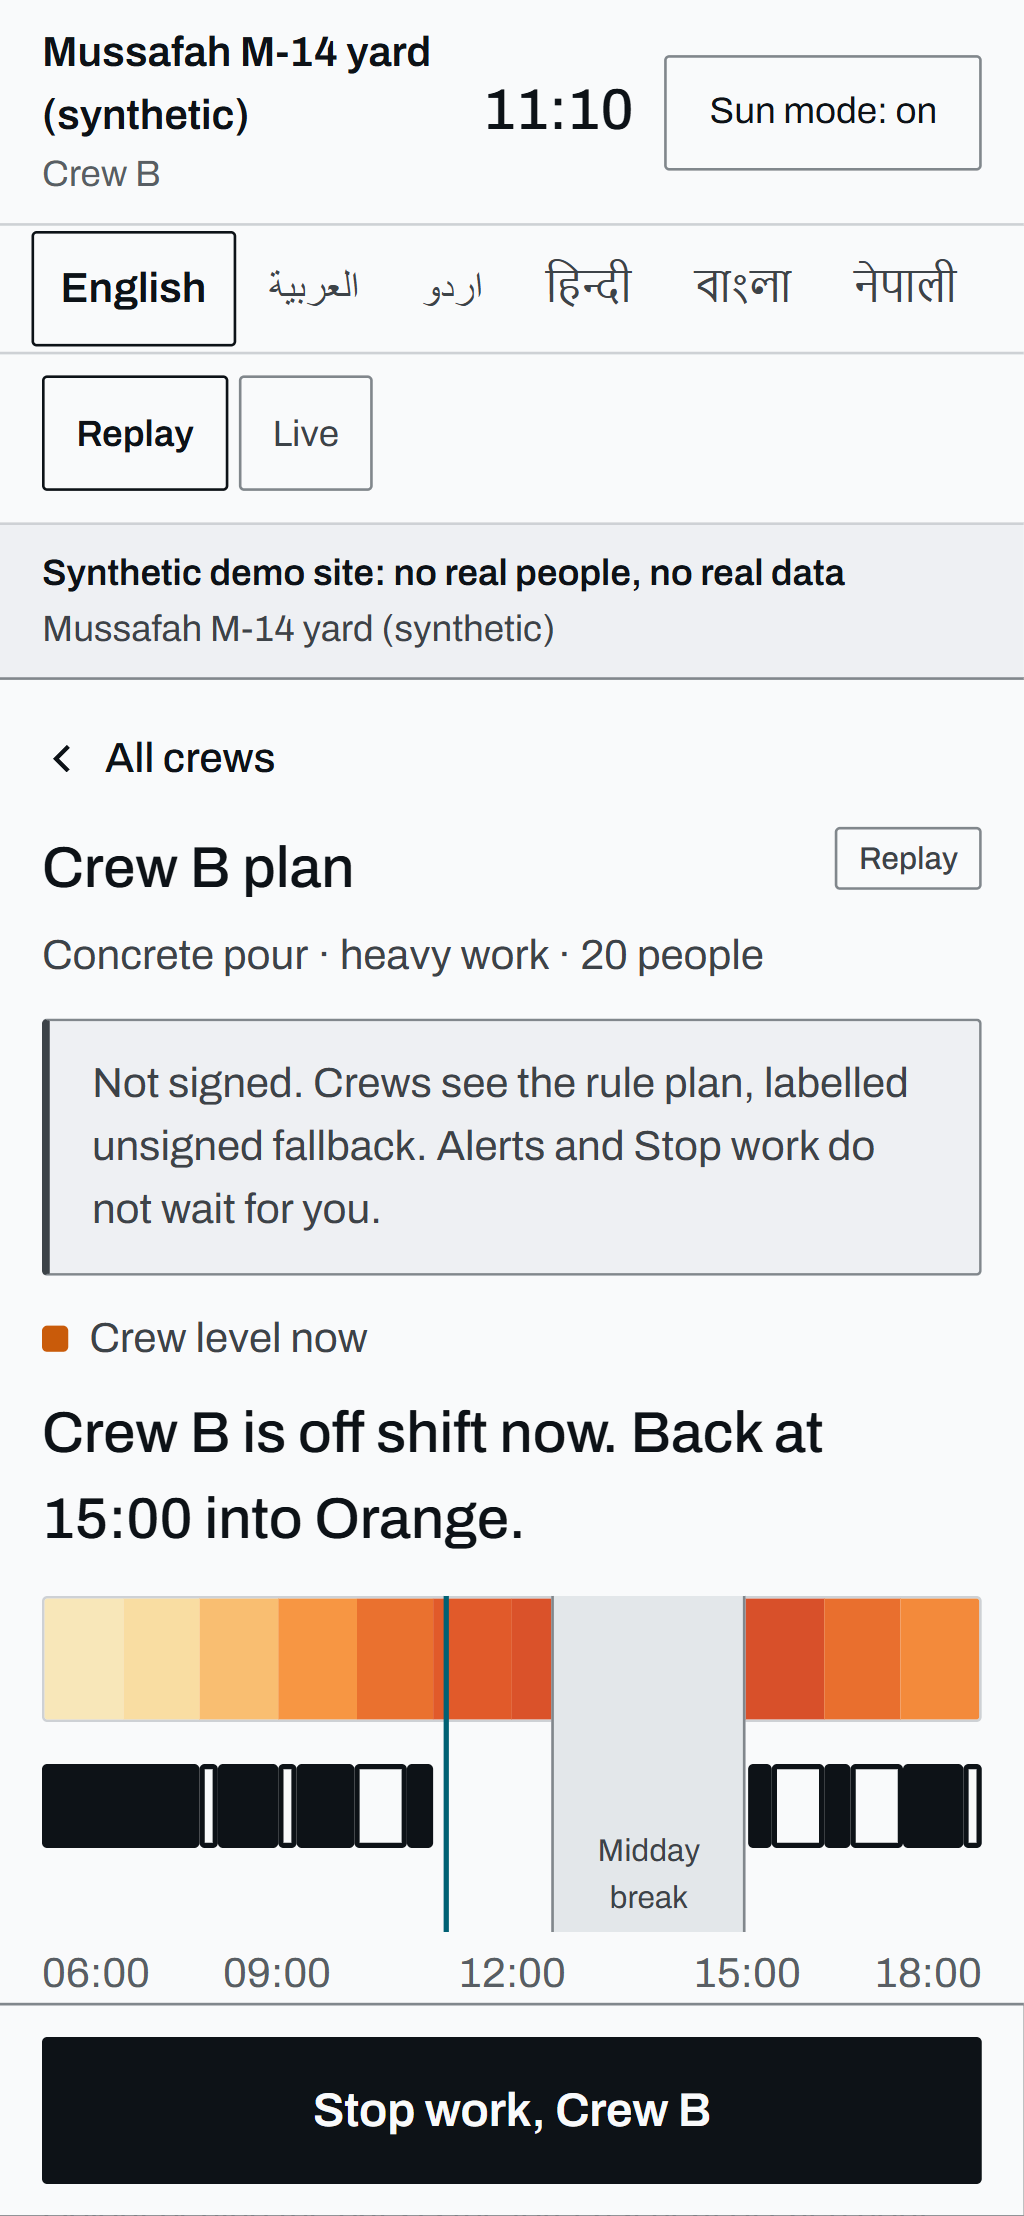 Mussafah M-14 yard
(synthetic)
Crew B
11:10
Sun mode: on
English العربية اردو हिन्दी বাংলা नेपाली
Replay Live
Synthetic demo site: no real people, no real data
Mussafah M-14 yard (synthetic)
All crews
Crew B plan
Replay
Concrete pour · heavy work · 20 people
Not signed. Crews see the rule plan, labelled
unsigned fallback. Alerts and Stop work do
not wait for you.
Crew level now
Crew B is off shift now. Back at
15:00 into Orange.
Midday
break
06:00 09:00 12:00 15:00 18:00
Stop work, Crew B